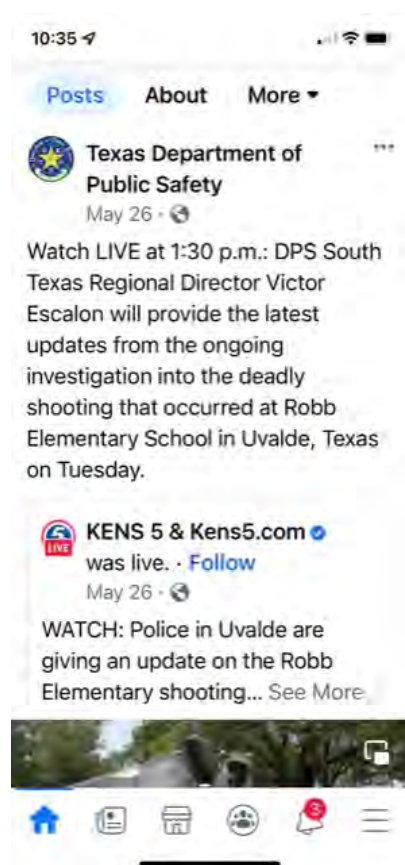 10:35
Posts About More
Texas Department of
Public Safety
May 26 ·
Watch LIVE at 1:30 p.m.: DPS South
Texas Regional Director Victor
Escalon will provide the latest
updates from the ongoing
investigation into the deadly
shooting that occurred at Robb
Elementary School in Uvalde, Texas
on Tuesday.
5
LIVE
KENS 5 & Kens5.com
was live. · Follow
May 26 ·
WATCH: Police in Uvalde are
giving an update on the Robb
Elementary shooting... See More
3